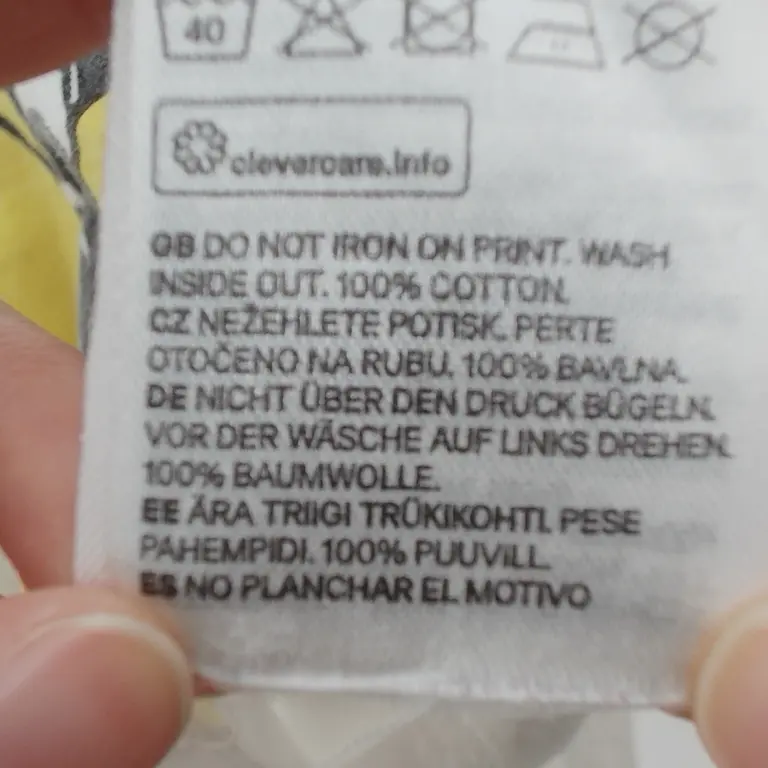 40
clevercare.info
GB DO NOT IRON ON PRINT. WASH
INSIDE OUT. 100% COTTON.
CZ NEŽEHLETE POTISK. PERTE
OTOČENO NA RUBU. 100% BAVLNA.
DE NICHT ÜBER DEN DRUCK BÜGELN.
VOR DER WÄSCHE AUF LINKS DREHEN.
100% BAUMWOLLE.
EE ÄRA TRIIGI TRÜKIKOHTI. PESE
PAHEMPIDI. 100% PUUVILL.
ES NO PLANCHAR EL MOTIVO